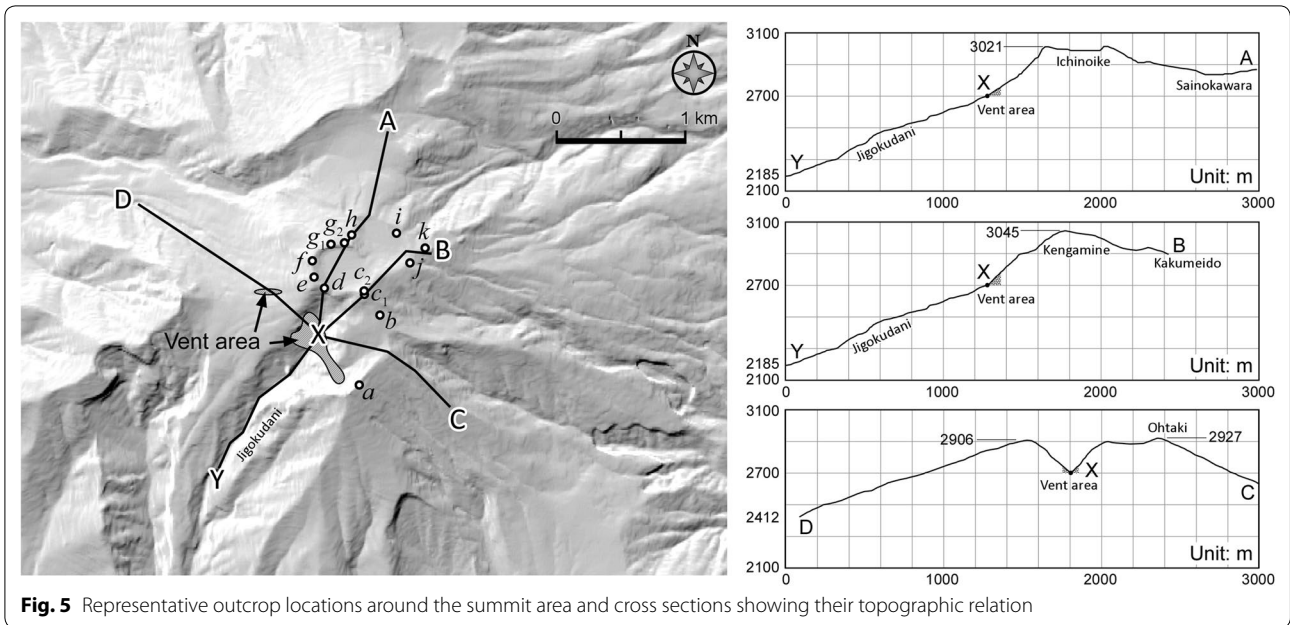 N
0 1 km
A
D
h
i
g2
g1
k
B
f
j
e
d
c2
c1
b
Vent area
X
a
C
Jigokudani
Y
3100
3021
A
Ichinoike
X
Sainokawara
2700
Vent area
Jigokudani
Y
2185
2100
Unit: m
0 1000 2000 3000
3100
3045
Kengamine
B
X
Kakumeido
2700
Vent area
Jigokudani
Y
2185
2100
Unit: m
0 1000 2000 3000
3100
2906
Ohtaki
2927
2700
X
Vent area
C
2412
D
Unit: m
2100
0 1000 2000 3000
Fig. 5 Representative outcrop locations around the summit area and cross sections showing their topographic relation